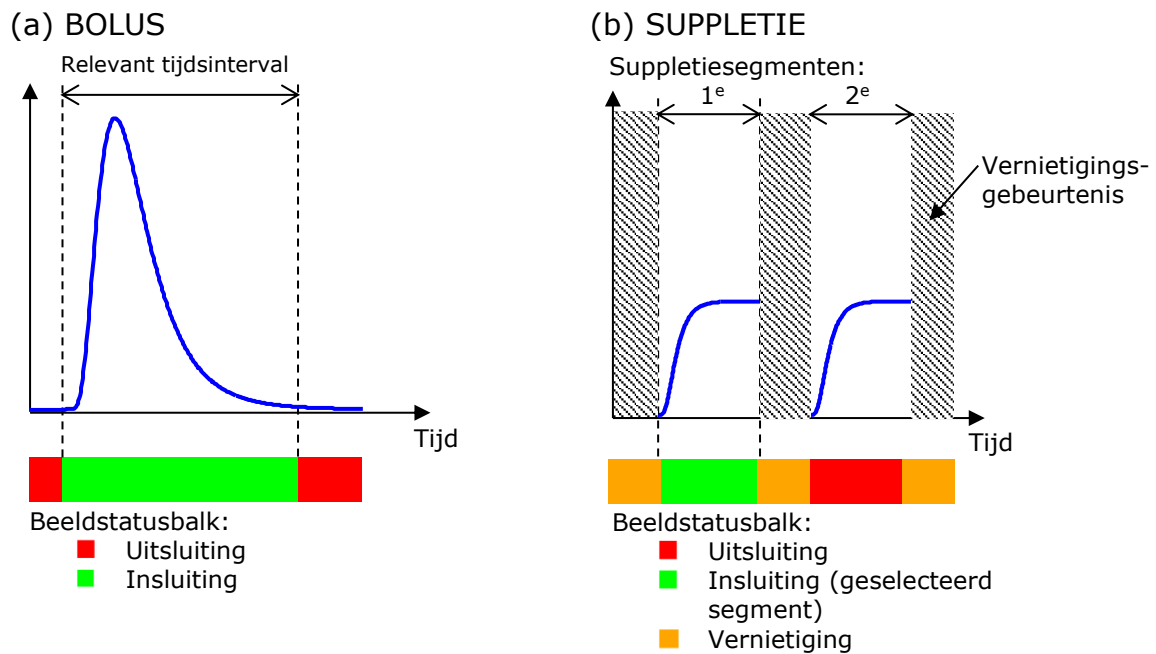 (a) BOLUS
Relevant tijdsinterval
Tijd
Beeldstatusbalk:
Uitsluiting
Insluiting
(b) SUPPLETIE
Suppletiesegmenten:
1e
2e
Vernietigings-
gebeurtenis
Tijd
Beeldstatusbalk:
Uitsluiting
Insluiting (geselecteerd
segment)
Vernietiging